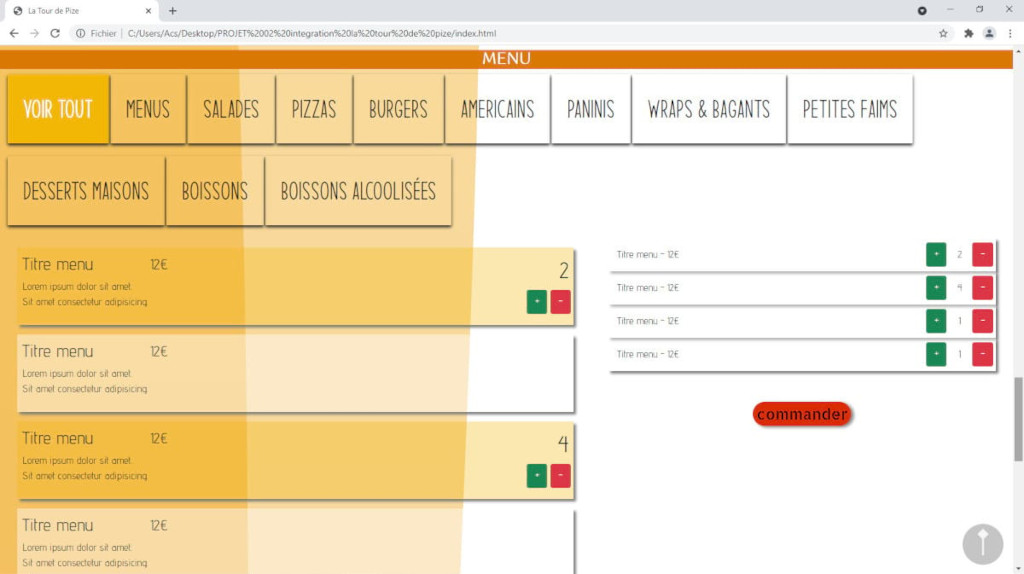 La Tour de Pize
Fichier C:/Users/Acs/Desktop/PROJET%2002%20integration%20la%20tour%20de%20pize/index.html
MENU
VOIR TOUT MENUS SALADES PIZZAS BURGERS AMERICAINS PANINIS WRAPS & BAGANTS PETITES FAIMS
DESSERTS MAISONS BOISSONS BOISSONS ALCOOLISÉES
Titre menu 12€
2
Lorem ipsum dolor sit amet.
Sit amet consectetur adipisicing.
+ -
Titre menu 12€
Lorem ipsum dolor sit amet.
Sit amet consectetur adipisicing.
Titre menu 12€
4
Lorem ipsum dolor sit amet.
Sit amet consectetur adipisicing.
+ -
Titre menu 12€
Lorem ipsum dolor sit amet.
Sit amet consectetur adipisicing.
Titre menu - 12€ + 2 -
Titre menu - 12€ + 4 -
Titre menu - 12€ + 1 -
Titre menu - 12€ + 1 -
commander